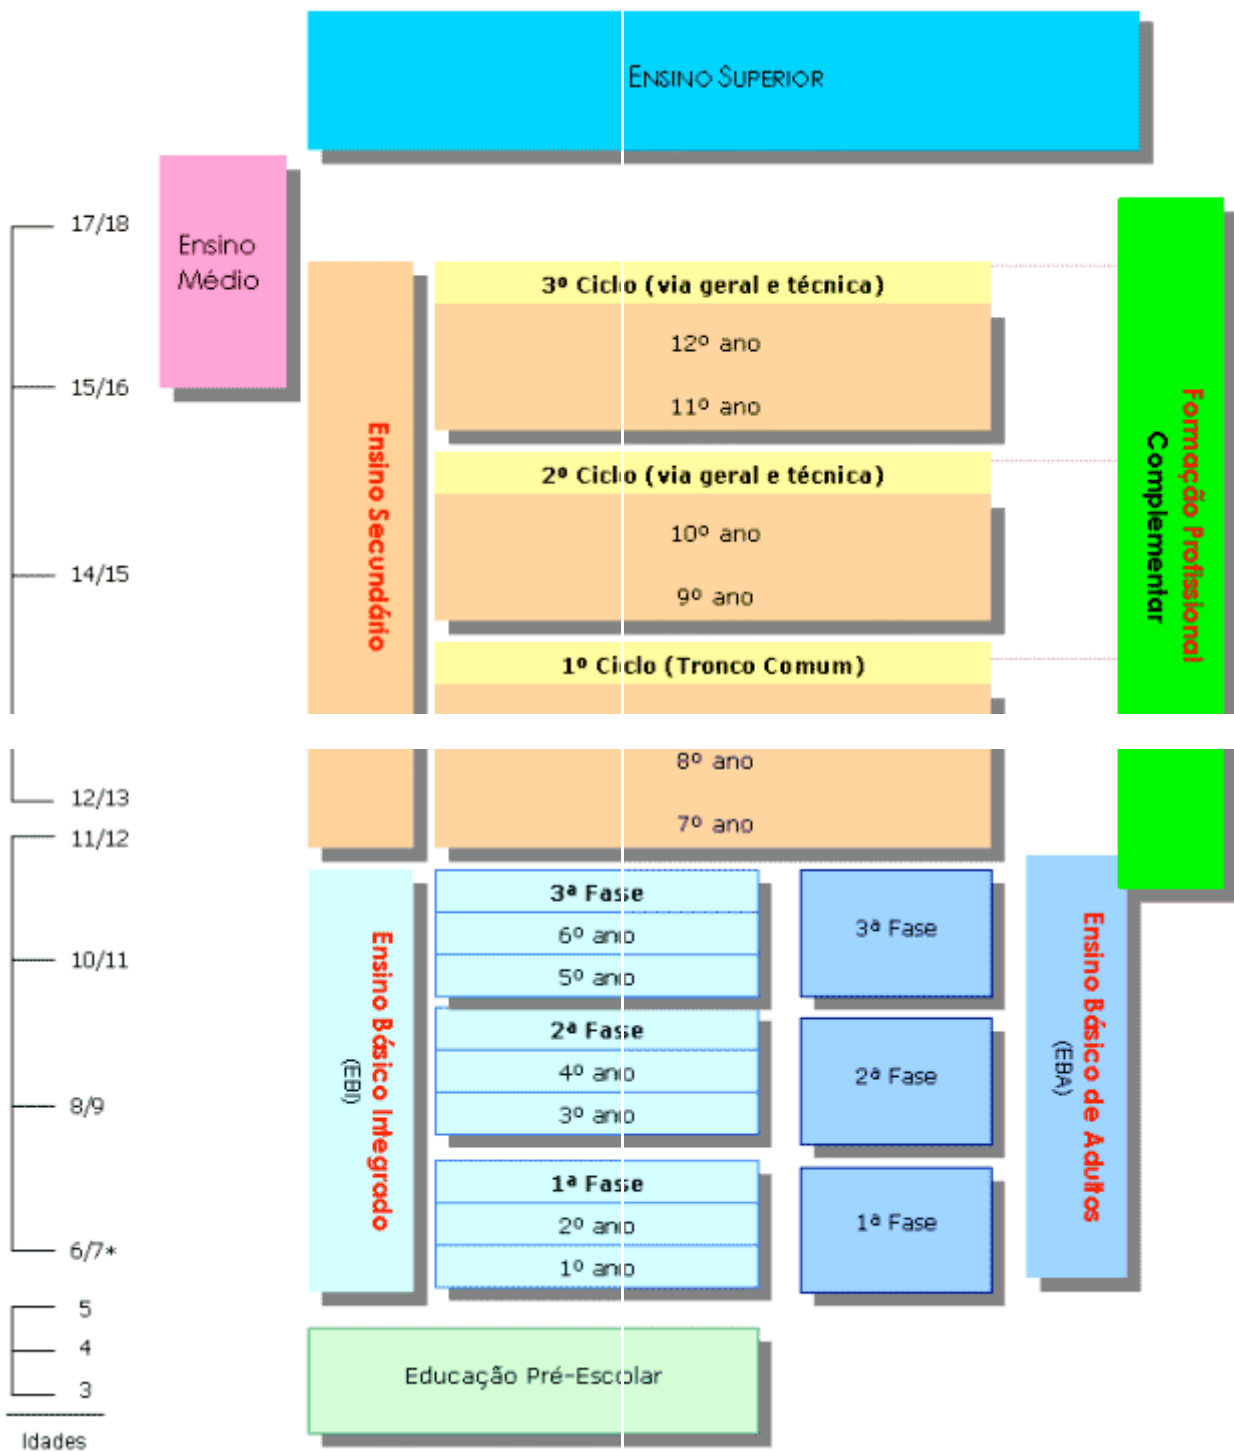 ENSINO SUPERIOR
17/18
Ensino
Médio
3º Ciclo (via geral e técnica)
12º ano
15/16
11º ano
Ensino Secundário
Formação Profissional
Complementar
2º Ciclo (via geral e técnica)
10º ano
14/15
9º ano
1º Ciclo (Tronco Comum)
8º ano
12/13
7º ano
11/12
3ª Fase
6º ano
5º ano
3ª Fase
10/11
Ensino Básico Integrado
(EBI)
Ensino Básico de Adultos
(EBA)
2ª Fase
4º ano
3º ano
2ª Fase
8/9
1ª Fase
2º ano
1º ano
1ª Fase
6/7*
5
4
3
Educação Pré-Escolar
Idades